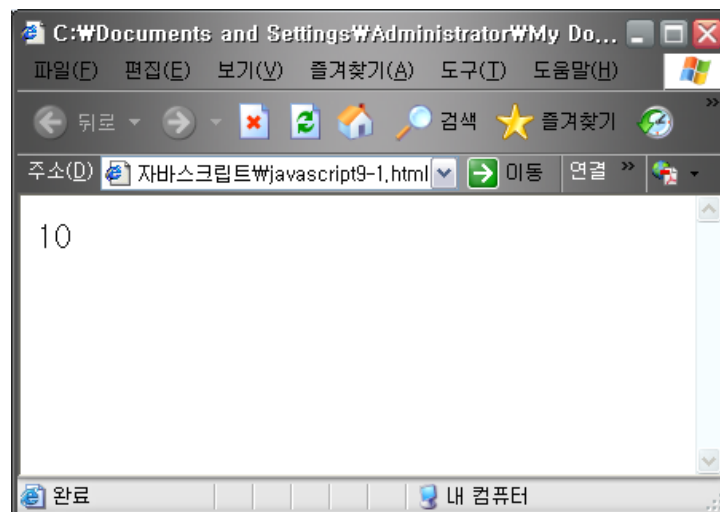 C:₩Documents and Settings₩Administrator₩My Do...
파일(F) 편집(E) 보기(V) 즐겨찾기(A) 도구(T) 도움말(H)
뒤로 검색 즐겨찾기 »
주소(D) 자바스크립트₩javascript9-1.html 이동 연결 »
10
완료 내 컴퓨터